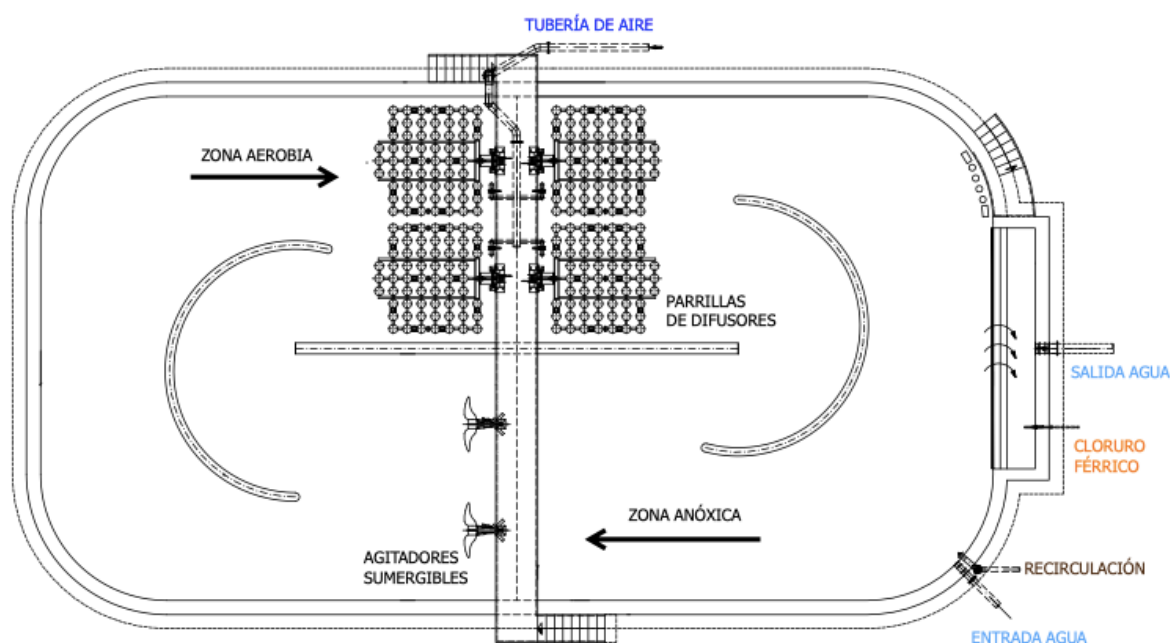 TUBERÍA DE AIRE
ZONA AEROBIA
PARRILLAS
DE DIFUSORES
SALIDA AGUA
CLORURO
FÉRRICO
ZONA ANÓXICA
AGITADORES
SUMERGIBLES
RECIRCULACIÓN
ENTRADA AGUA